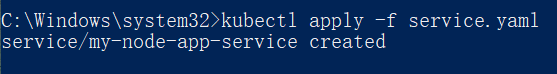 C:\Windows\system32>kubectl apply -f service.yaml
service/my-node-app-service created